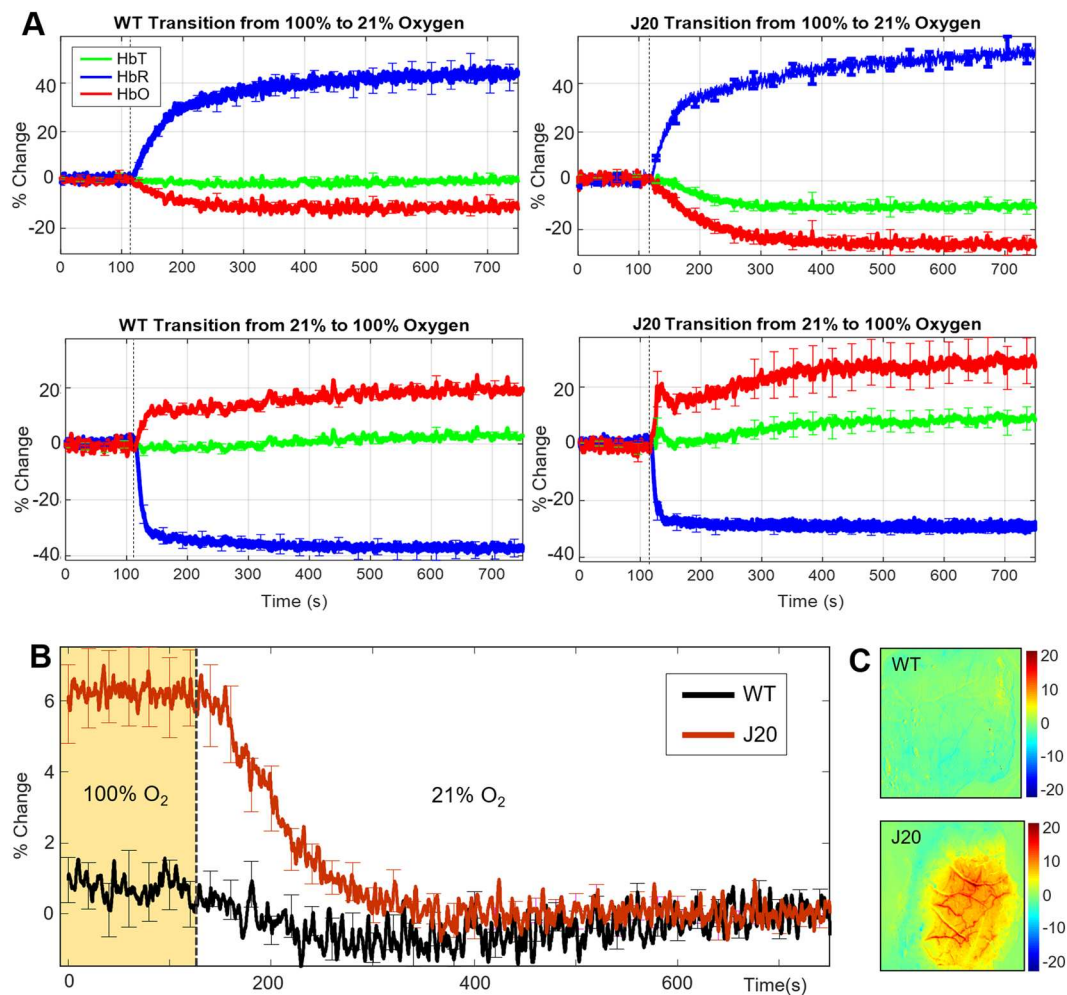 A
WT Transition from 100% to 21% Oxygen
HbT
HbR
HbO
% Change
40
20
0
-20
0 100 200 300 400 500 600 700
J20 Transition from 100% to 21% Oxygen
% Change
40
20
0
-20
0 100 200 300 400 500 600 700
WT Transition from 21% to 100% Oxygen
% Change
20
0
-20
-40
0 100 200 300 400 500 600 700
Time (s)
J20 Transition from 21% to 100% Oxygen
% Change
20
0
-20
-40
0 100 200 300 400 500 600 700
Time (s)
B
% Change
6
4
2
0
100% O₂
21% O₂
WT
J20
0 200 400 600 Time(s)
C
WT
20
10
0
-10
-20
J20
20
10
0
-10
-20